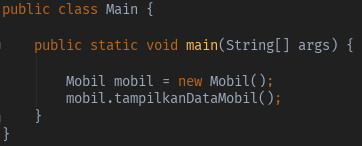 public class Main {
public static void main(String[] args) {
Mobil mobil = new Mobil();
mobil.tampilkanDataMobil();
}
}